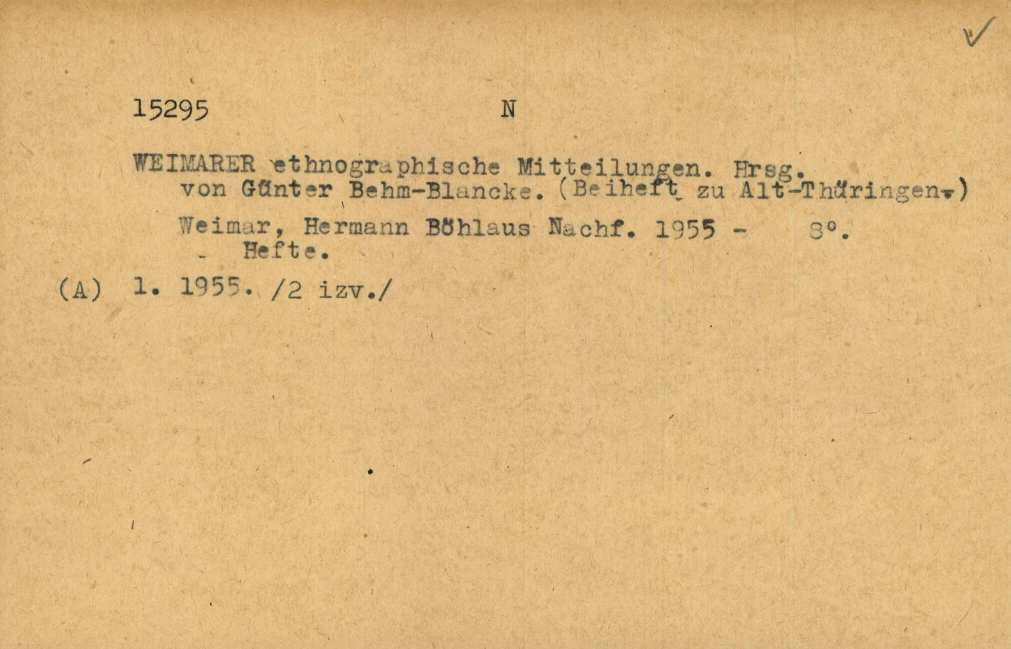 15295 N
WEIMARER ethnographische Mitteilungen. Hrsg.
von Günter Behm-Blancke. (Beiheft zu Alt-Thüringen.)
Weimar, Hermann Böhlaus Nachf. 1955 - 8°.
- Hefte.
(A) 1. 1955. /2 izv./